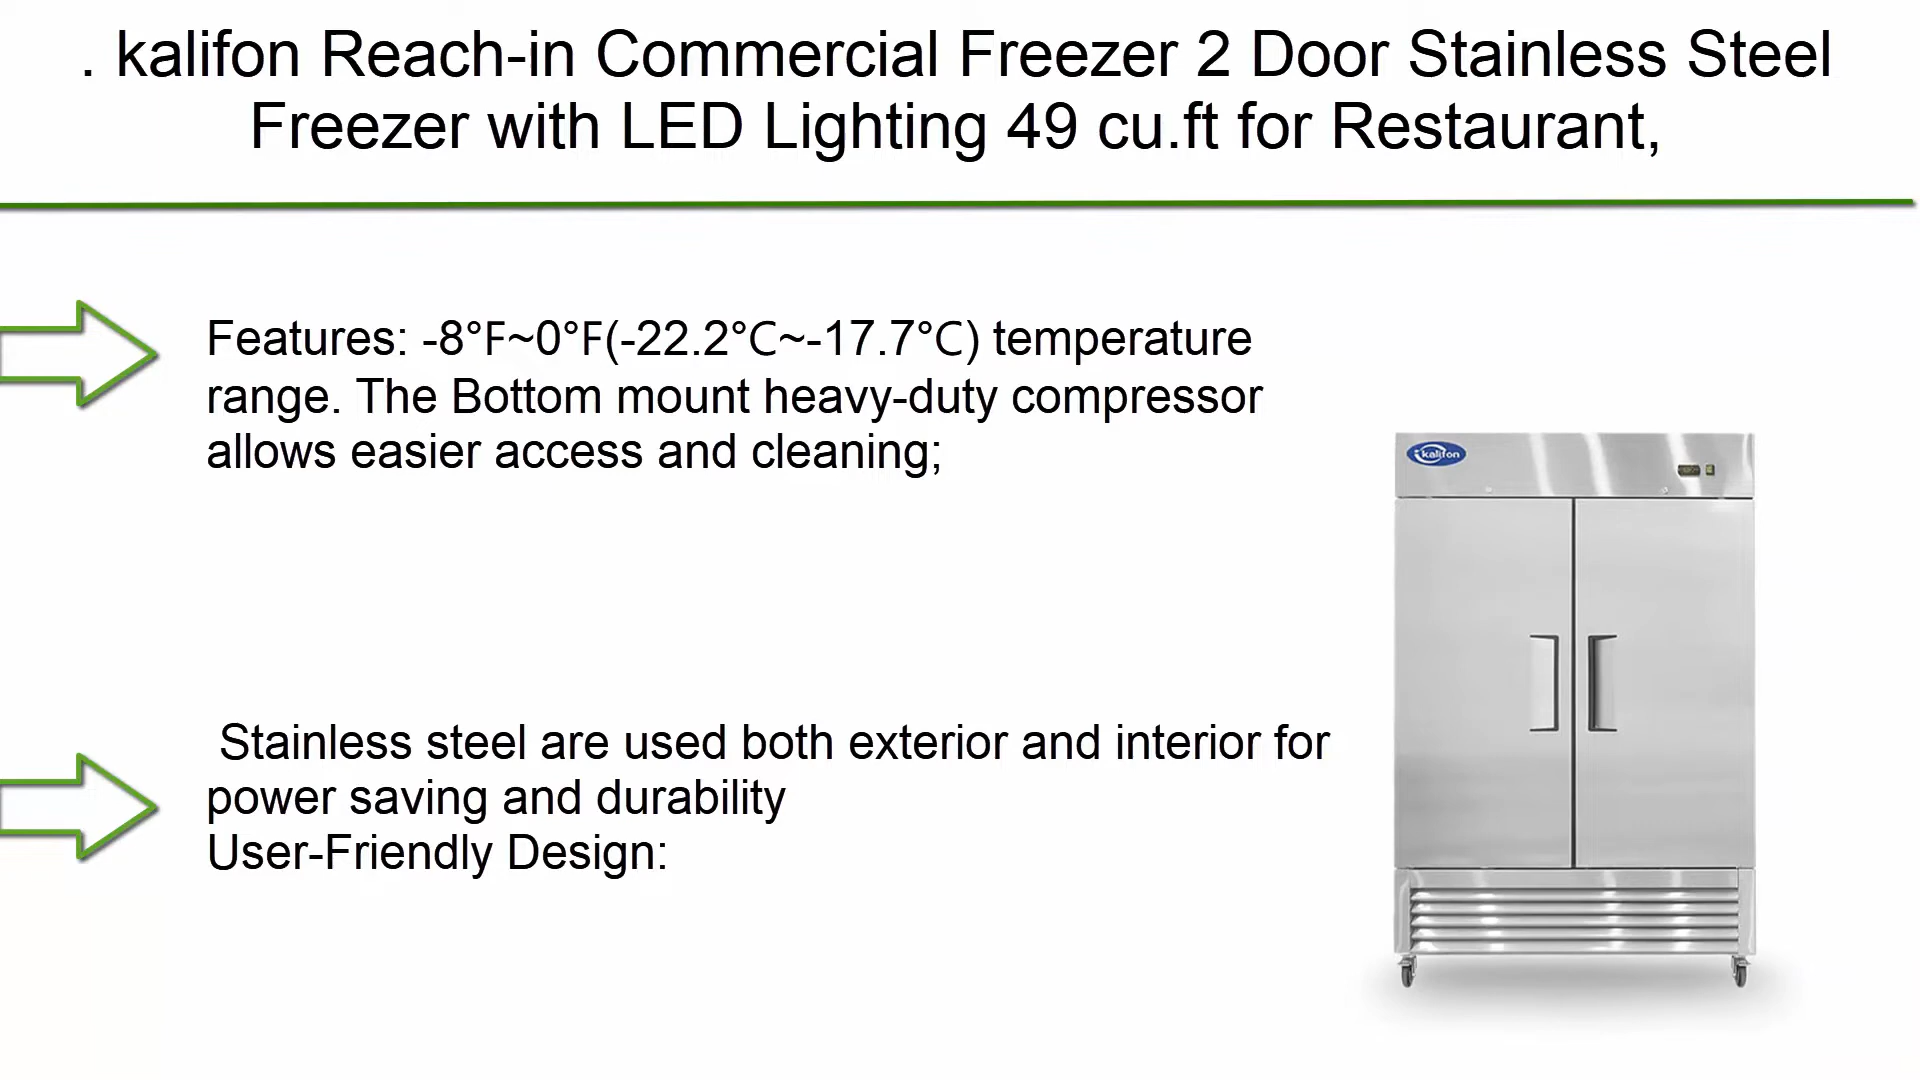 . kalifon Reach-in Commercial Freezer 2 Door Stainless Steel
Freezer with LED Lighting 49 cu.ft for Restaurant,
Features: -8°F~0°F(-22.2°C~-17.7°C) temperature
range. The Bottom mount heavy-duty compressor
allows easier access and cleaning;
kalifon
Stainless steel are used both exterior and interior for
power saving and durability
User-Friendly Design: